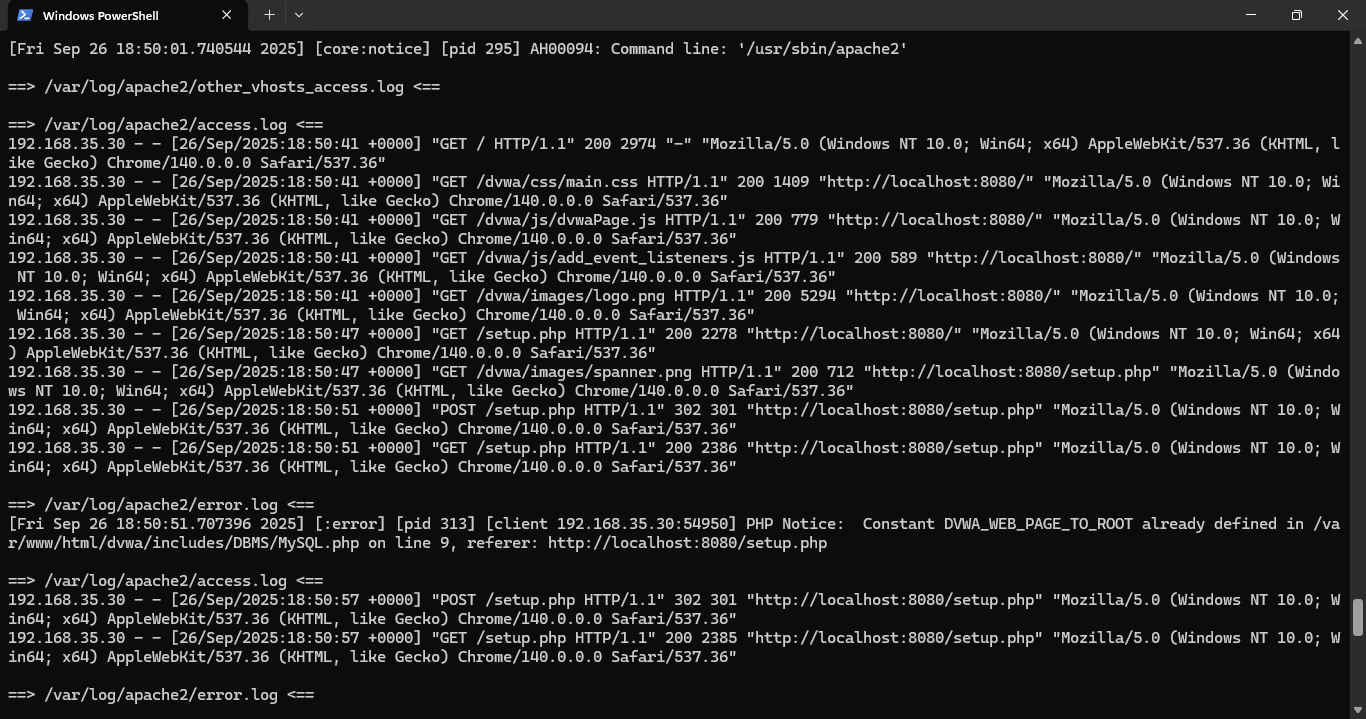 Windows PowerShell
[Fri Sep 26 18:50:01.740544 2025] [core:notice] [pid 295] AH00094: Command line: '/usr/sbin/apache2'
==> /var/log/apache2/other_vhosts_access.log <==
==> /var/log/apache2/access.log <==
192.168.35.30 - - [26/Sep/2025:18:50:41 +0000] "GET / HTTP/1.1" 200 2974 "-" "Mozilla/5.0 (Windows NT 10.0; Win64; x64) AppleWebKit/537.36 (KHTML, l
ike Gecko) Chrome/140.0.0.0 Safari/537.36"
192.168.35.30 - - [26/Sep/2025:18:50:41 +0000] "GET /dvwa/css/main.css HTTP/1.1" 200 1409 "http://localhost:8080/" "Mozilla/5.0 (Windows NT 10.0; Wi
n64; x64) AppleWebKit/537.36 (KHTML, like Gecko) Chrome/140.0.0.0 Safari/537.36"
192.168.35.30 - - [26/Sep/2025:18:50:41 +0000] "GET /dvwa/js/dvwaPage.js HTTP/1.1" 200 779 "http://localhost:8080/" "Mozilla/5.0 (Windows NT 10.0; W
in64; x64) AppleWebKit/537.36 (KHTML, like Gecko) Chrome/140.0.0.0 Safari/537.36"
192.168.35.30 - - [26/Sep/2025:18:50:41 +0000] "GET /dvwa/js/add_event_listeners.js HTTP/1.1" 200 589 "http://localhost:8080/" "Mozilla/5.0 (Windows
 NT 10.0; Win64; x64) AppleWebKit/537.36 (KHTML, like Gecko) Chrome/140.0.0.0 Safari/537.36"
192.168.35.30 - - [26/Sep/2025:18:50:41 +0000] "GET /dvwa/images/logo.png HTTP/1.1" 200 5294 "http://localhost:8080/" "Mozilla/5.0 (Windows NT 10.0;
 Win64; x64) AppleWebKit/537.36 (KHTML, like Gecko) Chrome/140.0.0.0 Safari/537.36"
192.168.35.30 - - [26/Sep/2025:18:50:47 +0000] "GET /setup.php HTTP/1.1" 200 2278 "http://localhost:8080/" "Mozilla/5.0 (Windows NT 10.0; Win64; x64
) AppleWebKit/537.36 (KHTML, like Gecko) Chrome/140.0.0.0 Safari/537.36"
192.168.35.30 - - [26/Sep/2025:18:50:47 +0000] "GET /dvwa/images/spanner.png HTTP/1.1" 200 712 "http://localhost:8080/setup.php" "Mozilla/5.0 (Windo
ws NT 10.0; Win64; x64) AppleWebKit/537.36 (KHTML, like Gecko) Chrome/140.0.0.0 Safari/537.36"
192.168.35.30 - - [26/Sep/2025:18:50:51 +0000] "POST /setup.php HTTP/1.1" 302 301 "http://localhost:8080/setup.php" "Mozilla/5.0 (Windows NT 10.0; W
in64; x64) AppleWebKit/537.36 (KHTML, like Gecko) Chrome/140.0.0.0 Safari/537.36"
192.168.35.30 - - [26/Sep/2025:18:50:51 +0000] "GET /setup.php HTTP/1.1" 200 2386 "http://localhost:8080/setup.php" "Mozilla/5.0 (Windows NT 10.0; W
in64; x64) AppleWebKit/537.36 (KHTML, like Gecko) Chrome/140.0.0.0 Safari/537.36"
==> /var/log/apache2/error.log <==
[Fri Sep 26 18:50:51.707396 2025] [:error] [pid 313] [client 192.168.35.30:54950] PHP Notice:  Constant DVWA_WEB_PAGE_TO_ROOT already defined in /va
r/www/html/dvwa/includes/DBMS/MySQL.php on line 9, referer: http://localhost:8080/setup.php
==> /var/log/apache2/access.log <==
192.168.35.30 - - [26/Sep/2025:18:50:57 +0000] "POST /setup.php HTTP/1.1" 302 301 "http://localhost:8080/setup.php" "Mozilla/5.0 (Windows NT 10.0; W
in64; x64) AppleWebKit/537.36 (KHTML, like Gecko) Chrome/140.0.0.0 Safari/537.36"
192.168.35.30 - - [26/Sep/2025:18:50:57 +0000] "GET /setup.php HTTP/1.1" 200 2385 "http://localhost:8080/setup.php" "Mozilla/5.0 (Windows NT 10.0; W
in64; x64) AppleWebKit/537.36 (KHTML, like Gecko) Chrome/140.0.0.0 Safari/537.36"
==> /var/log/apache2/error.log <==